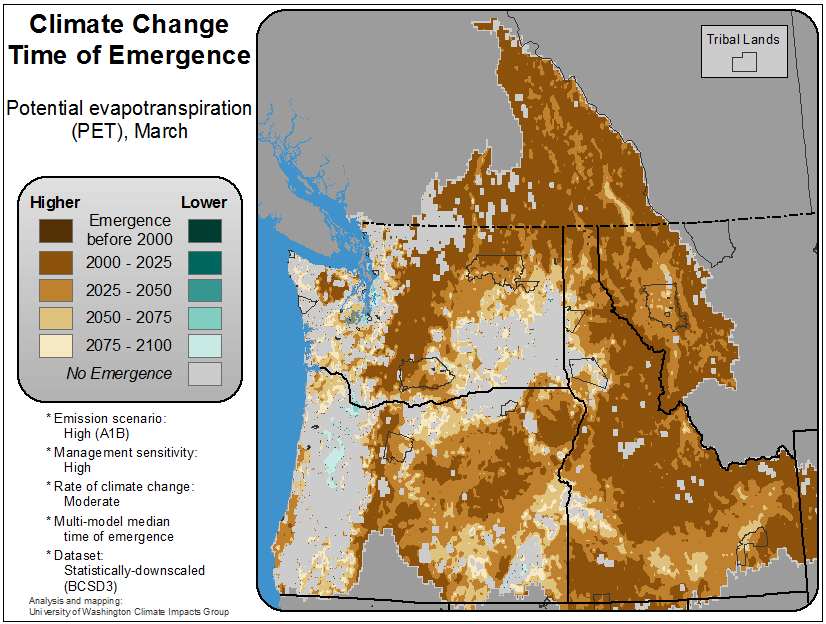 Climate Change
Time of Emergence
Potential evapotranspiration
(PET), March
Higher
Lower
Emergence
before 2000
2000 - 2025
2025 - 2050
2050 - 2075
2075 - 2100
No Emergence
* Emission scenario:
High (A1B)
* Management sensitivity:
High
* Rate of climate change:
Moderate
* Multi-model median
time of emergence
* Dataset:
Statistically-downscaled
(BCSD3)
Analysis and mapping:
University of Washington Climate Impacts Group
Tribal Lands